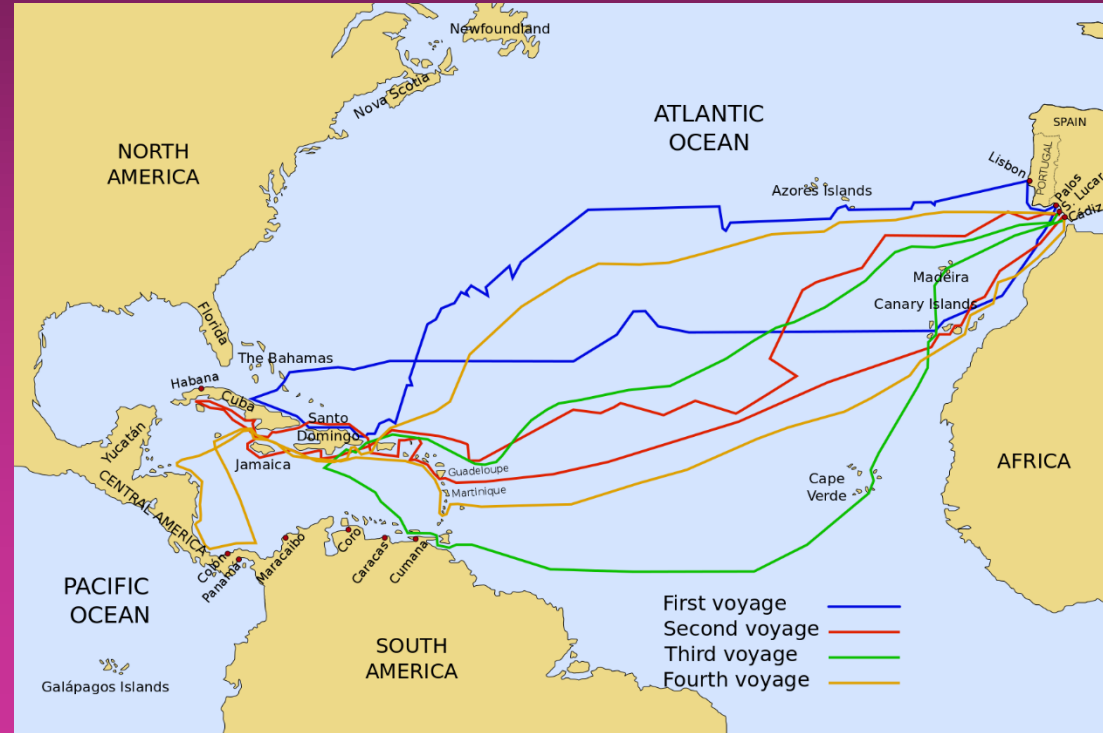 Newfoundland
Nova Scotia
ATLANTIC
OCEAN
NORTH
AMERICA
SPAIN
PORTUGAL
Lisbon
Palos
S. Lucar
Cádiz
Azores Islands
Madeira
Canary Islands
Florida
The Bahamas
Habana
Cuba
Santo
Domingo
Yucatán
Jamaica
Guadeloupe
Martinique
CENTRAL AMERICA
Cape
Verde
AFRICA
Colón
Panamá
Maracaibo
Coro
Caracas
Cumana
PACIFIC
OCEAN
SOUTH
AMERICA
Galápagos Islands
First voyage
Second voyage
Third voyage
Fourth voyage